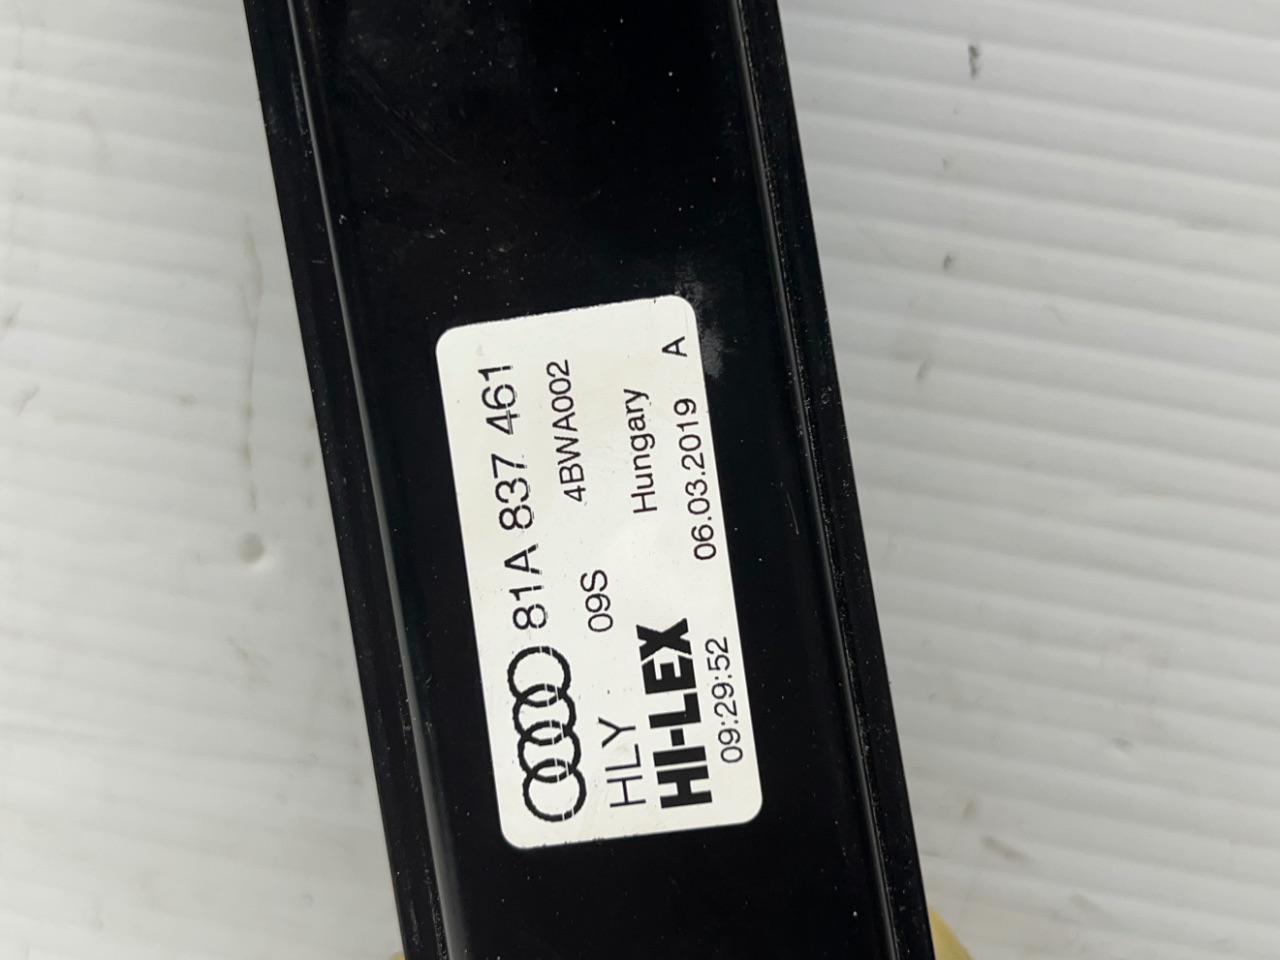 81A 837 461
09S 4BWA002
HLY
HI-LEX Hungary
09:29:52 06.03.2019 A